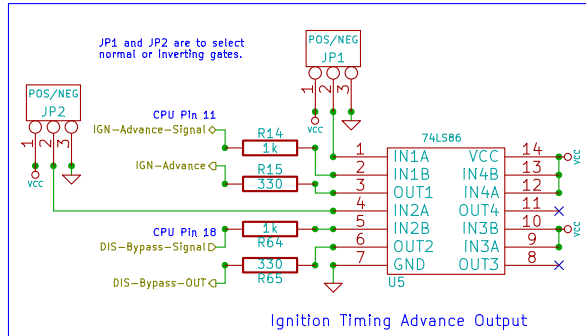 JP1 and JP2 are to select
normal or inverting gates.
POS/NEG
JP1
1
2
3
VCC
POS/NEG
JP2
1
2
3
VCC
CPU Pin 11
IGN-Advance-Signal
R14
1k
IGN-Advance
R15
330
CPU Pin 18
DIS-Bypass-Signal
1k
R64
DIS-Bypass-OUT
330
R65
74LS86
1 IN1A VCC 14 VCC
2 IN1B IN4B 13
3 OUT1 IN4A 12
4 IN2A OUT4 11
5 IN2B IN3B 10 VCC
6 OUT2 IN3A 9
7 GND OUT3 8
U5
Ignition Timing Advance Output